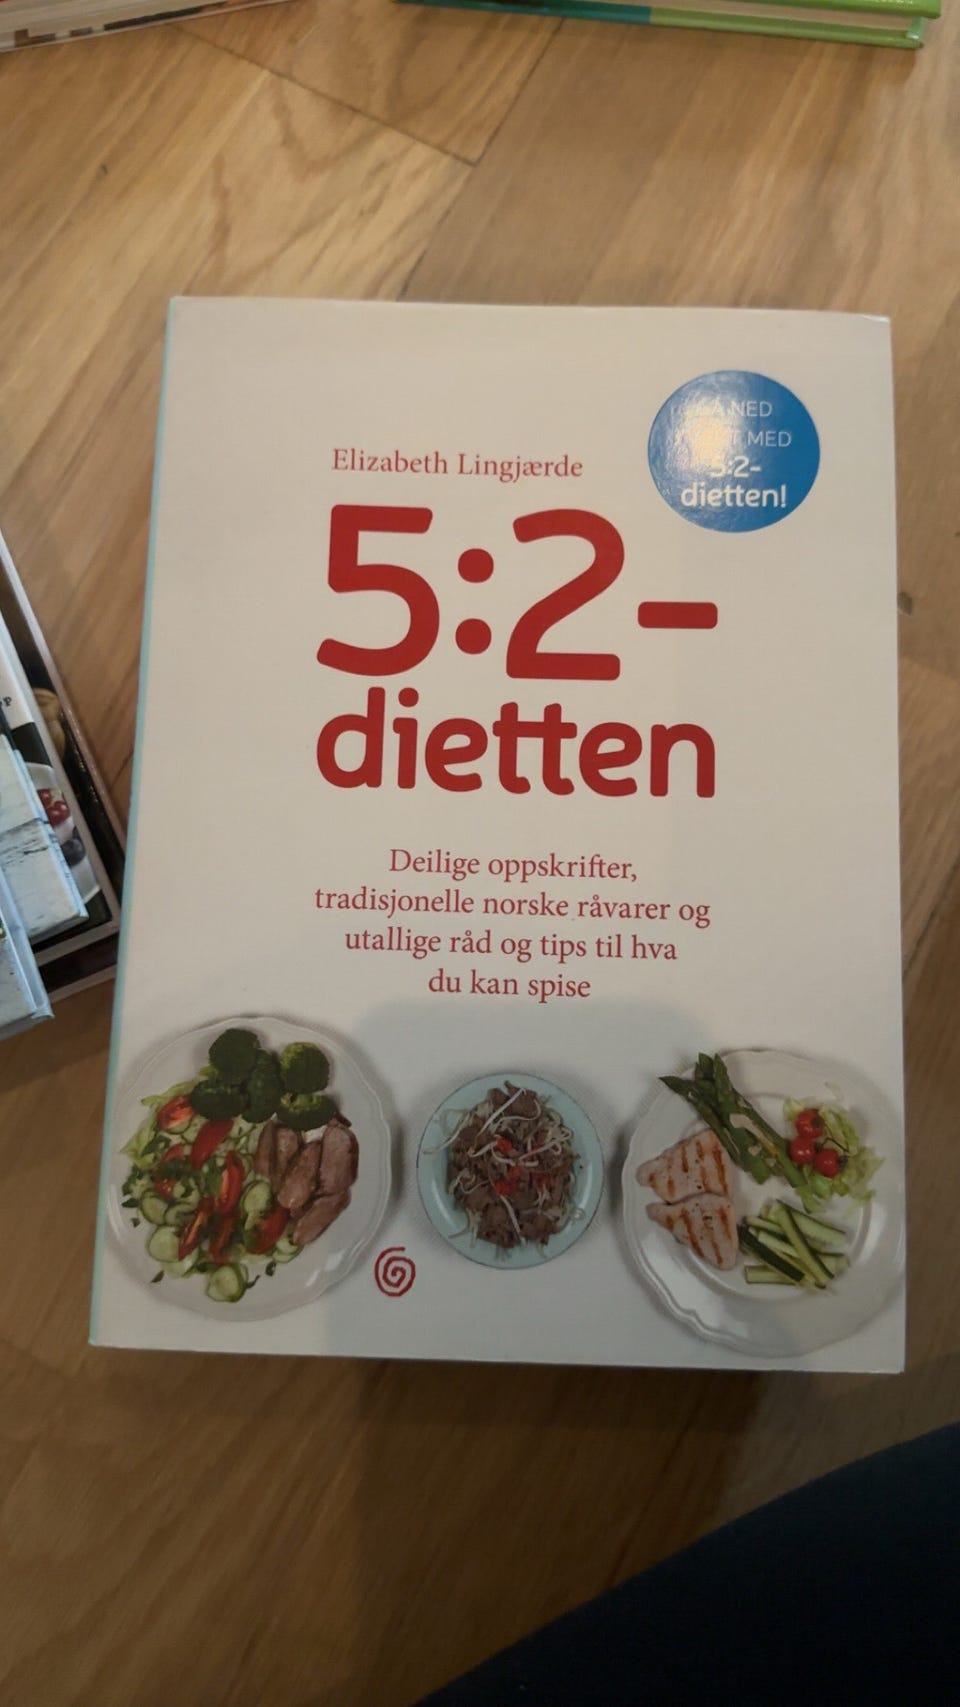 Elizabeth Lingjærde
NED
MED
5:2-
dietten!
5:2-
dietten
Deilige oppskrifter,
tradisjonelle norske råvarer og
utallige råd og tips til hva
du kan spise